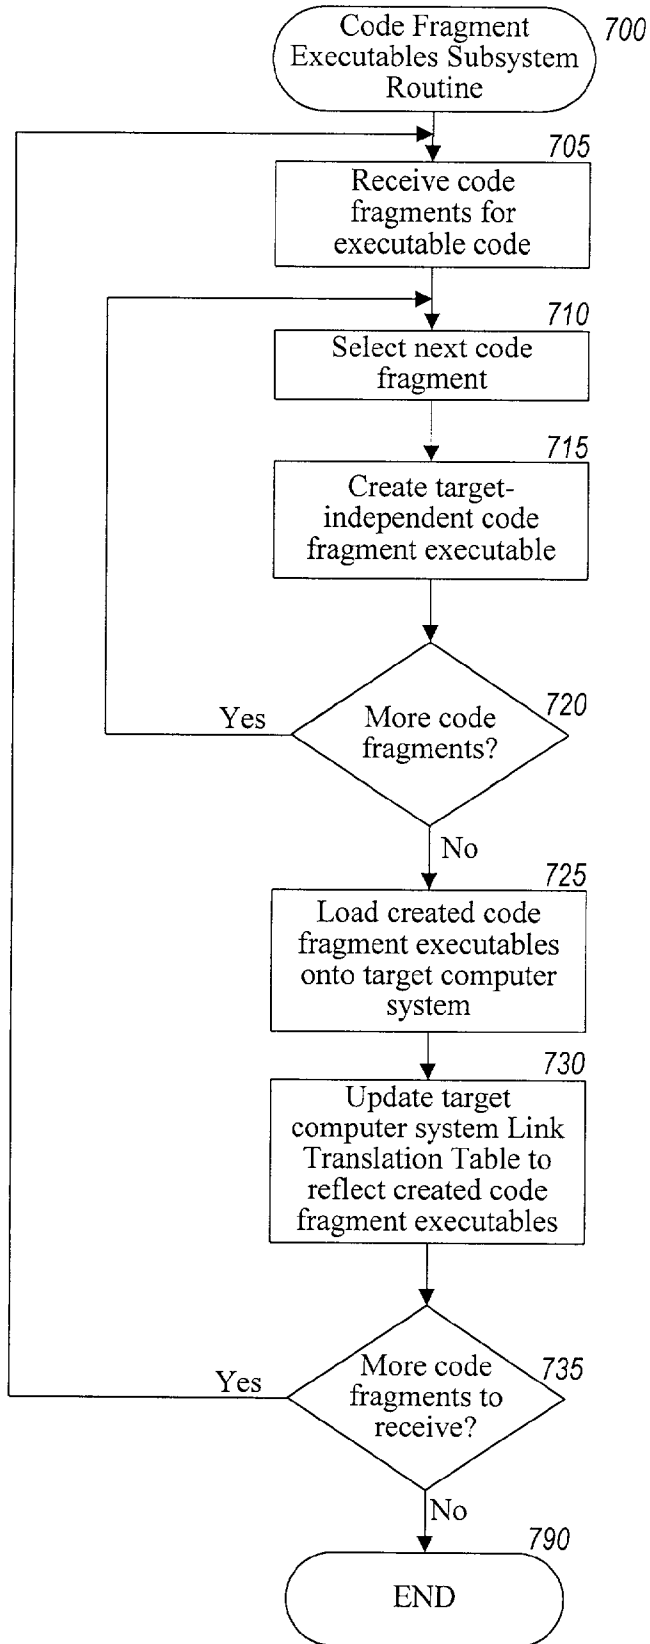 Code Fragment
Executables Subsystem
Routine
700
705
Receive code
fragments for
executable code
710
Select next code
fragment
715
Create target-
independent code
fragment executable
720
More code
fragments?
Yes
No
725
Load created code
fragment executables
onto target computer
system
730
Update target
computer system Link
Translation Table to
reflect created code
fragment executables
735
More code
fragments to
receive?
Yes
No
790
END